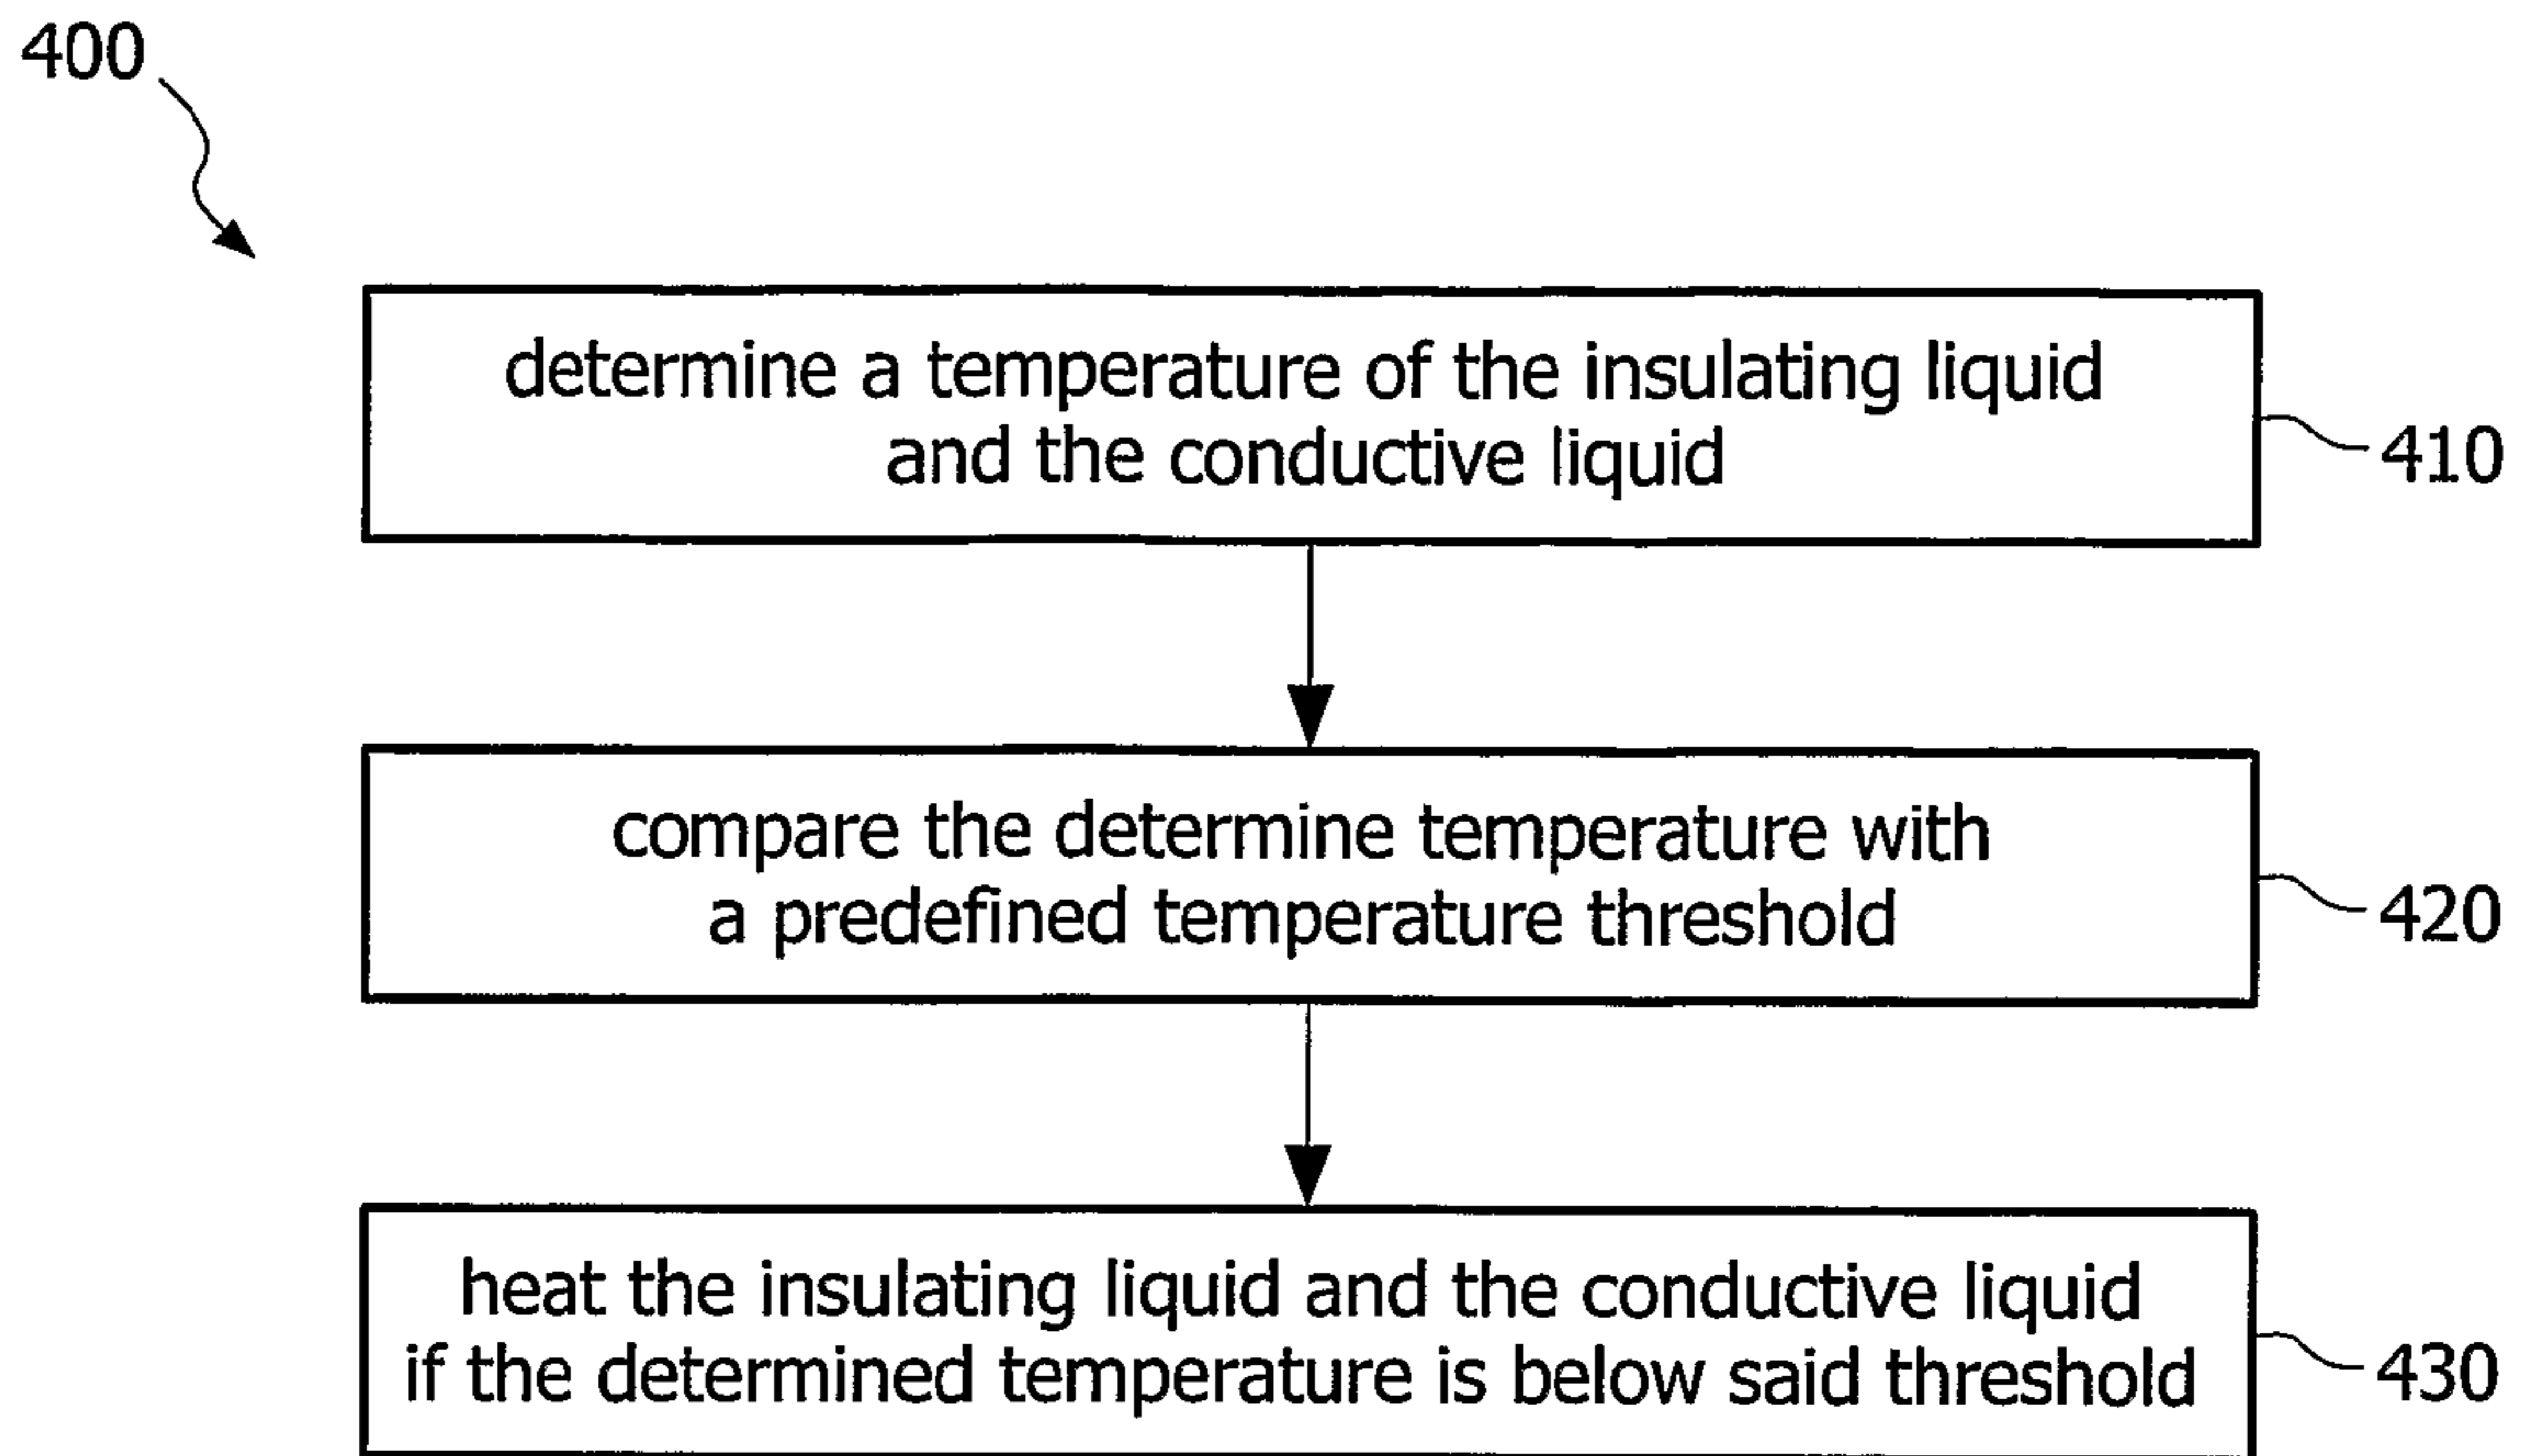 400
determine a temperature of the insulating liquid
and the conductive liquid
410
compare the determine temperature with
a predefined temperature threshold
420
heat the insulating liquid and the conductive liquid
if the determined temperature is below said threshold
430